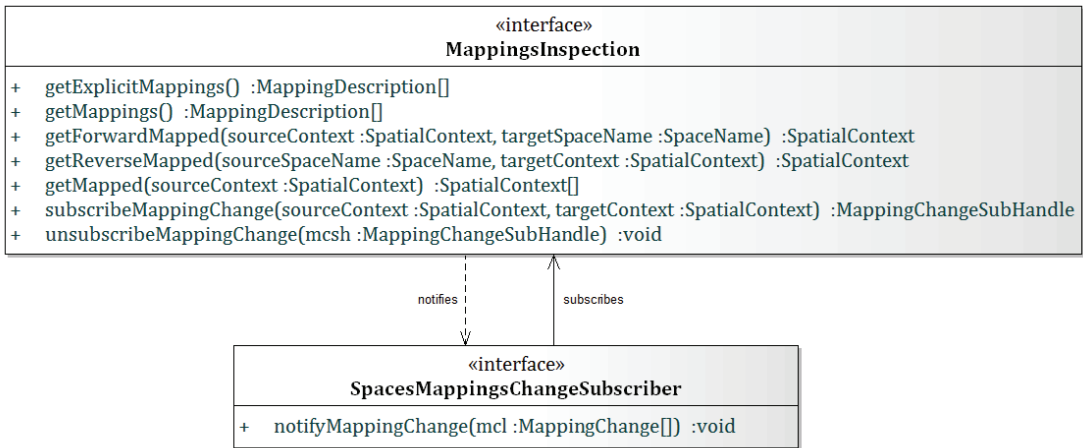 «interface»
MappingsInspection
+ getExplicitMappings() :MappingDescription[]
+ getMappings() :MappingDescription[]
+ getForwardMapped(sourceContext :SpatialContext, targetSpaceName :SpaceName) :SpatialContext
+ getReverseMapped(sourceSpaceName :SpaceName, targetContext :SpatialContext) :SpatialContext
+ getMapped(sourceContext :SpatialContext) :SpatialContext[]
+ subscribeMappingChange(sourceContext :SpatialContext, targetContext :SpatialContext) :MappingChangeSubHandle
+ unsubscribeMappingChange(mcsh :MappingChangeSubHandle) :void
notifies
subscribes
«interface»
SpacesMappingsChangeSubscriber
+ notifyMappingChange(mcl :MappingChange[]) :void